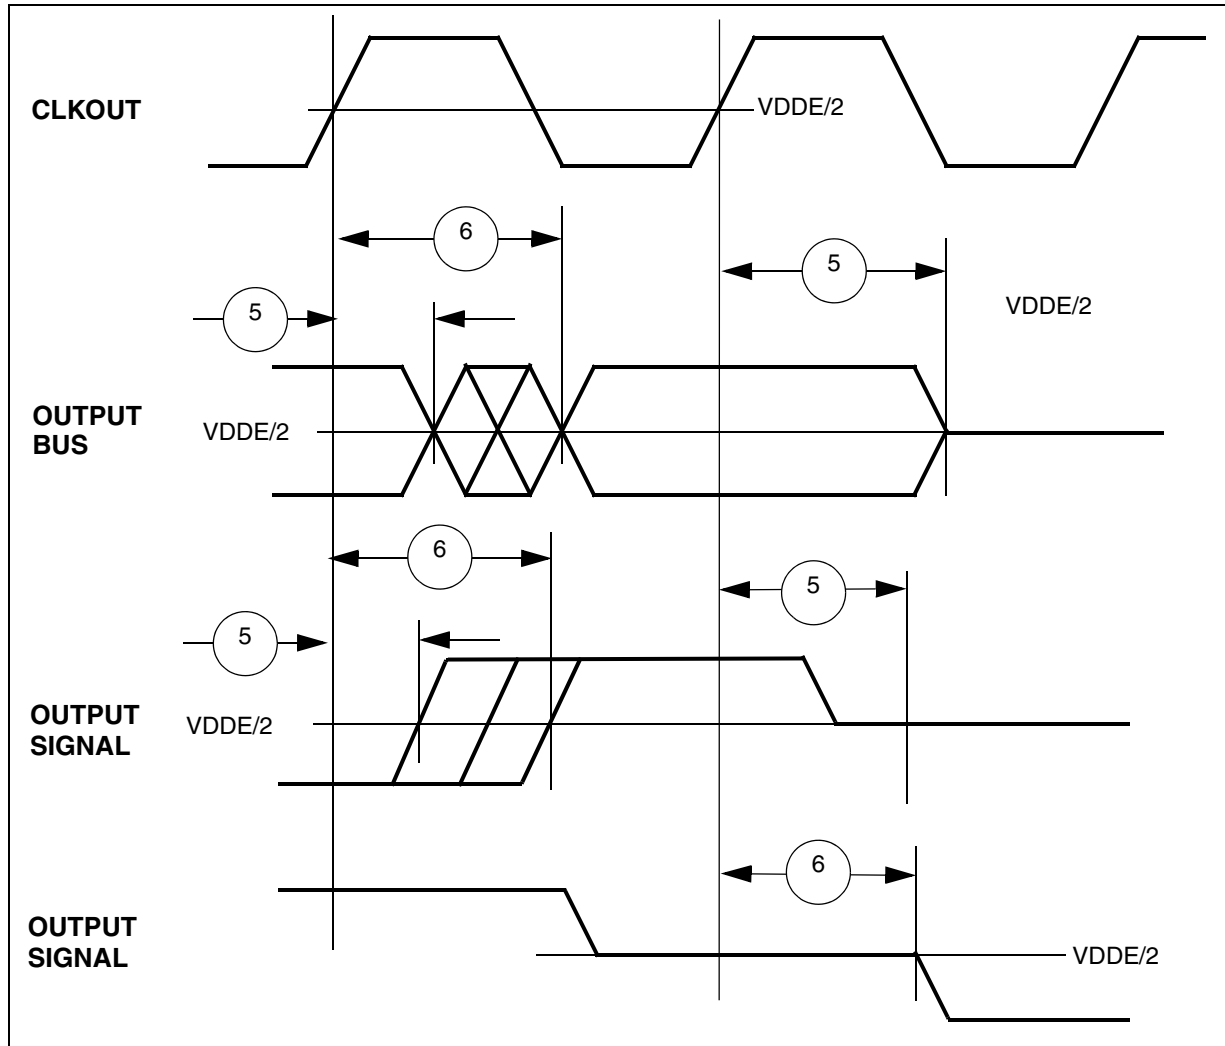 CLKOUT
VDDE/2
6
5
5
VDDE/2
OUTPUT
BUS
VDDE/2
6
5
5
OUTPUT
SIGNAL
VDDE/2
6
OUTPUT
SIGNAL
VDDE/2